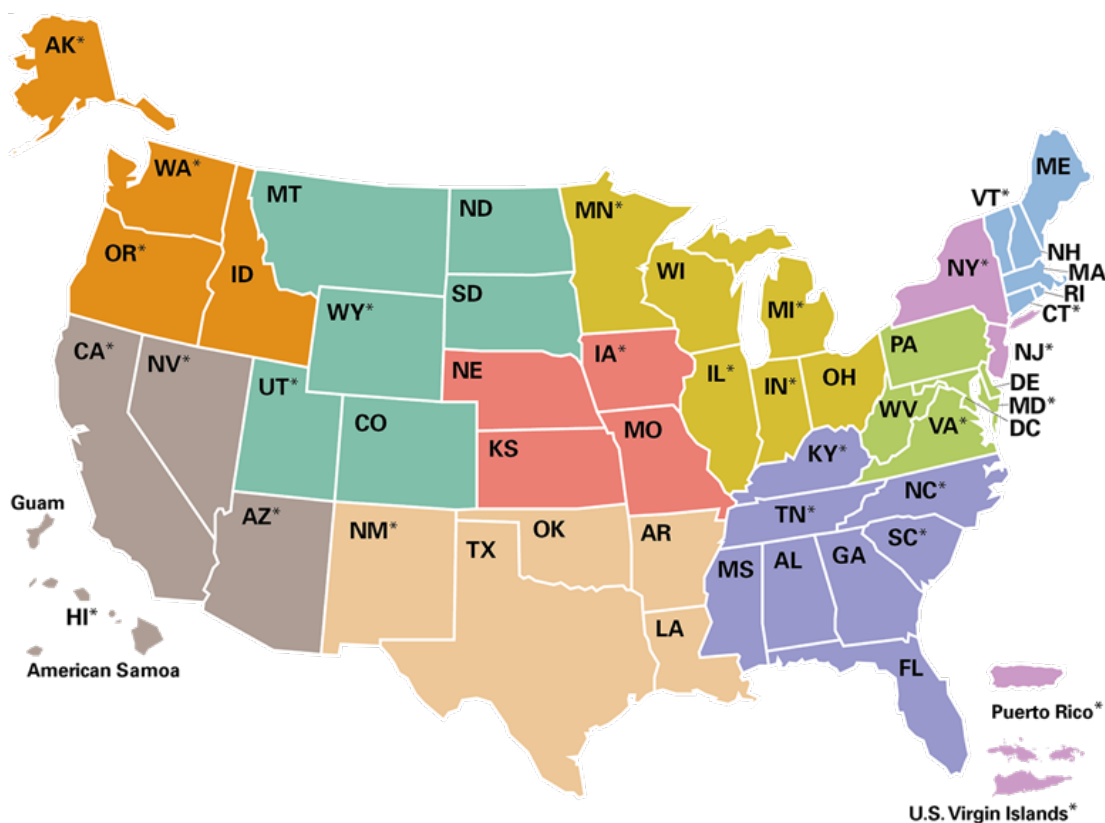 AK*
WA*
MT
ND
MN*
ME
VT*
OR*
ID
WI
NH
NY*
MA
WY*
SD
MI*
RI
CT*
CA*
NV*
UT*
NE
IA*
IL*
IN*
OH
PA
NJ*
DE
MD*
DC
CO
KS
MO
WV
VA*
KY*
Guam
AZ*
NM*
OK
TX
AR
TN*
NC*
SC*
MS
AL
GA
HI*
LA
American Samoa
FL
Puerto Rico*
U.S. Virgin Islands*